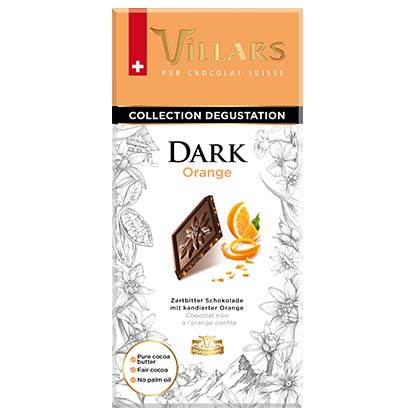 VILLARS
PUR CHOCOLAT SUISSE
COLLECTION DEGUSTATION
DARK
Orange
Zartbitter Schokolade
mit kandierter Orange
Chocolat noir
à l'orange confite
Pure cocoa
butter
Fair cocoa
No palm oil